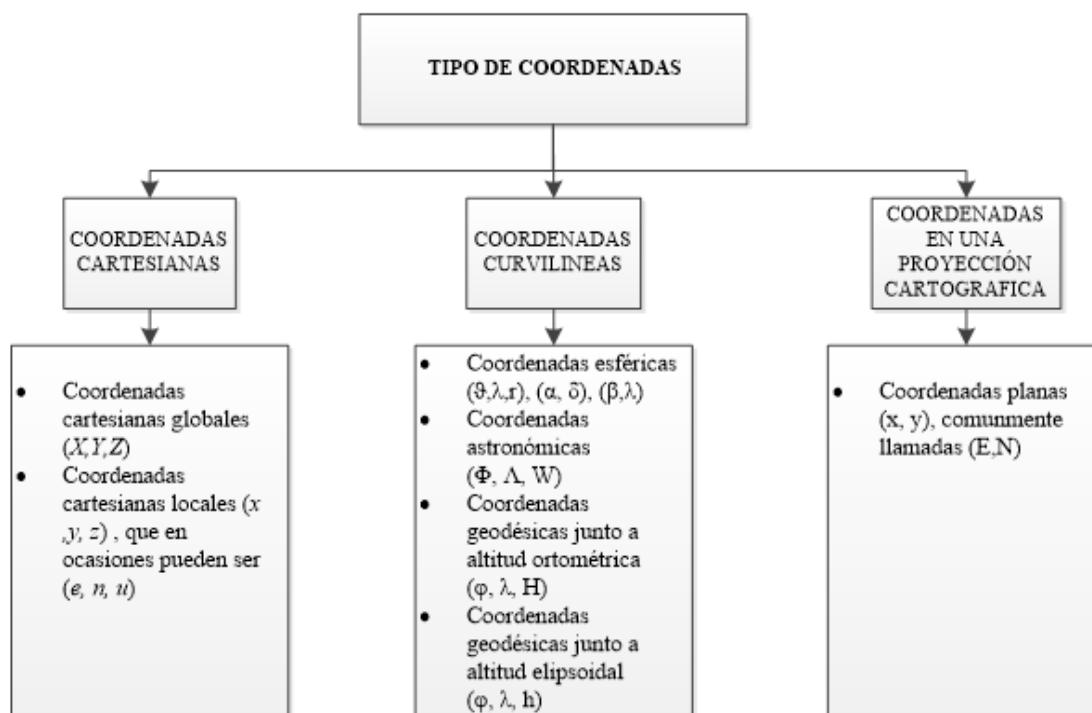 TIPO DE COORDENADAS
COORDENADAS
CARTESIANAS
COORDENADAS
CURVILINEAS
COORDENADAS
EN UNA
PROYECCIÓN
CARTOGRAFICA
• Coordenadas
cartesianas globales
(X,Y,Z)
• Coordenadas
cartesianas locales (x
,y, z) , que en
ocasiones pueden ser
(e, n, u)
• Coordenadas esféricas
(ϑ,λ,r), (α, δ), (β,λ)
• Coordenadas
astronómicas
(Φ, Λ, W)
• Coordenadas
geodésicas junto a
altitud ortométrica
(φ, λ, H)
• Coordenadas
geodésicas junto a
altitud elipsoidal
(φ, λ, h)
• Coordenadas planas
(x, y), comunmente
llamadas (E,N)